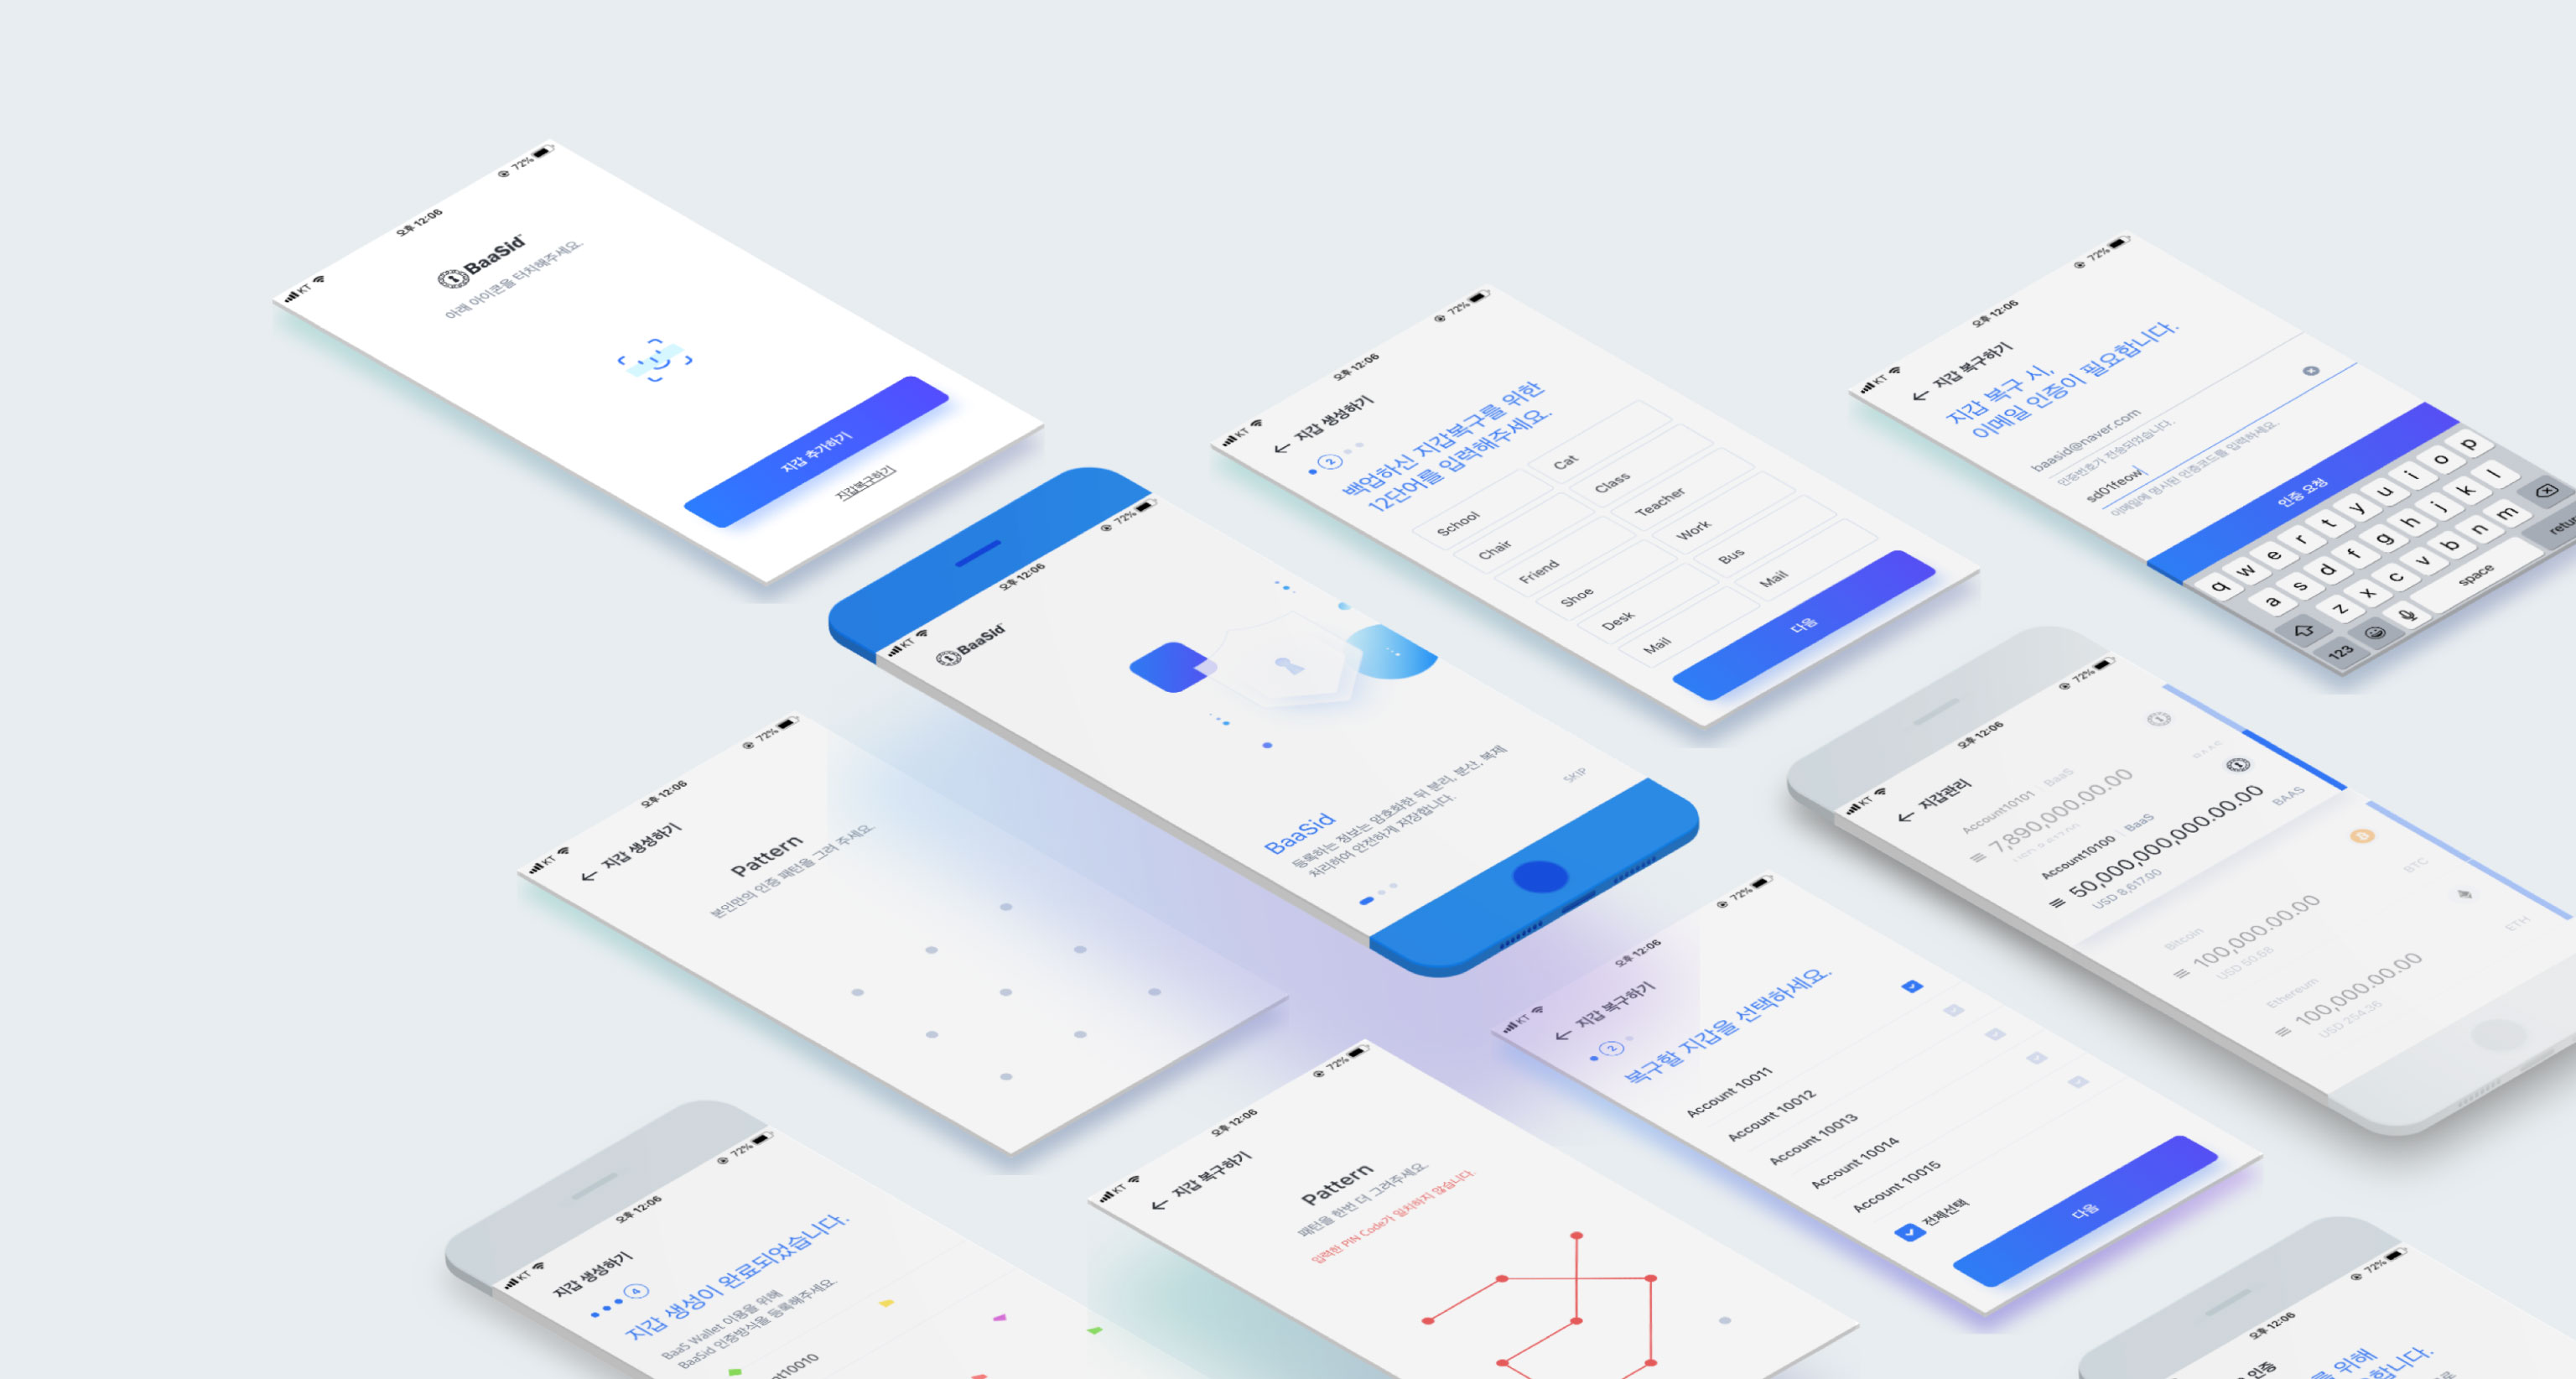 KT
오후 12:06
72%
BaaSid
아래 아이콘을 터치해주세요.
지갑 추가하기
지갑복구하기
KT
오후 12:06
72%
지갑 생성하기
2
백업하신 지갑복구를 위한
12단어를 입력해주세요.
School
Cat
Chair
Class
Friend
Teacher
Shoe
Work
Desk
Bus
Mail
Mail
다음
KT
오후 12:06
72%
지갑 복구하기
지갑 복구 시,
이메일 인증이 필요합니다.
baasid@naver.com
인증번호가 전송되었습니다.
sd01feow
이메일에 명시된 인증코드를 입력하세요.
인증 요청
q w e r t y u i o p
a s d f g h j k l
z x c v b n m
123
space
KT
오후 12:06
72%
BaaSid
BaaSid
등록하는 정보는 암호화한 뒤 분리, 분산, 복제
처리하여 안전하게 저장합니다.
SKIP
KT
오후 12:06
72%
지갑관리
Account10101 BaaS
7,890,000.00.00
Account10100 BaaS
50,000,000,000.00.00
BAAS
USD 8,617.00
Bitcoin
100,000.00.00
BTC
USD 50.68
Ethereum
100,000.00.00
ETH
USD 254.36
KT
오후 12:06
72%
지갑 생성하기
Pattern
본인만의 인증 패턴을 그려 주세요.
KT
오후 12:06
72%
지갑 복구하기
2
복구할 지갑을 선택하세요.
Account 10011
Account 10012
Account 10013
Account 10014
Account 10015
전체선택
다음
KT
오후 12:06
72%
지갑 복구하기
Pattern
패턴을 한번 더 그려주세요.
입력한 PIN Code가 일치하지 않습니다.
KT
오후 12:06
72%
지갑 생성하기
4
지갑 생성이 완료되었습니다.
BaaS Wallet 이용을 위해
BaaSid 인증방식을 등록해주세요.
오후 12:06
72%
인증
를 위해